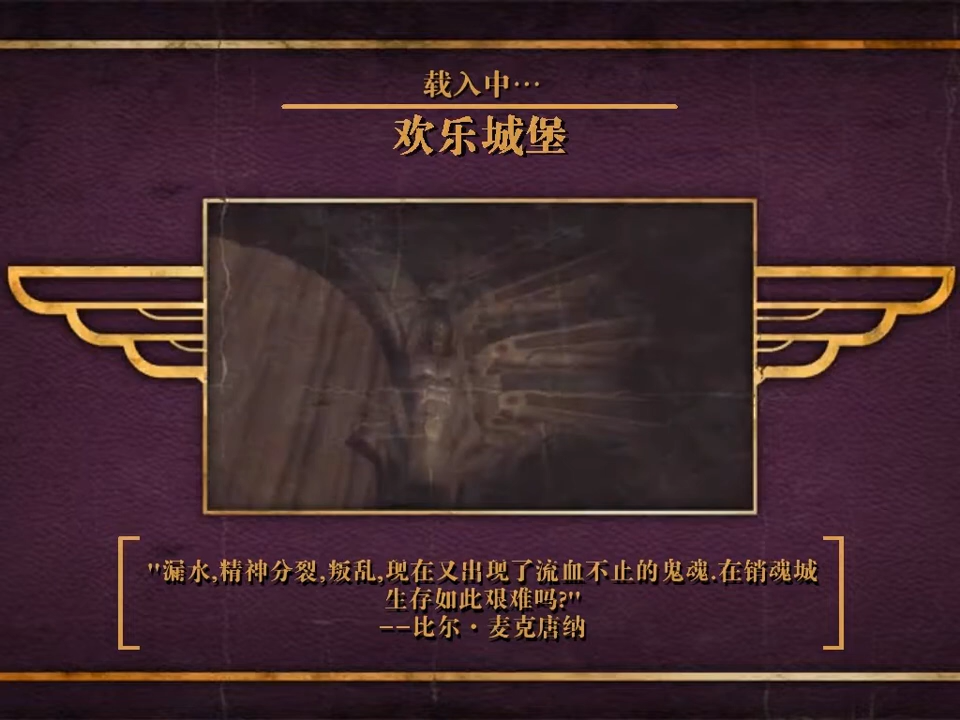 载入中…
欢乐城堡
"漏水,精神分裂,叛乱,现在又出现了流血不止的鬼魂.在销魂城
生存如此艰难吗?"
--比尔·麦克唐纳